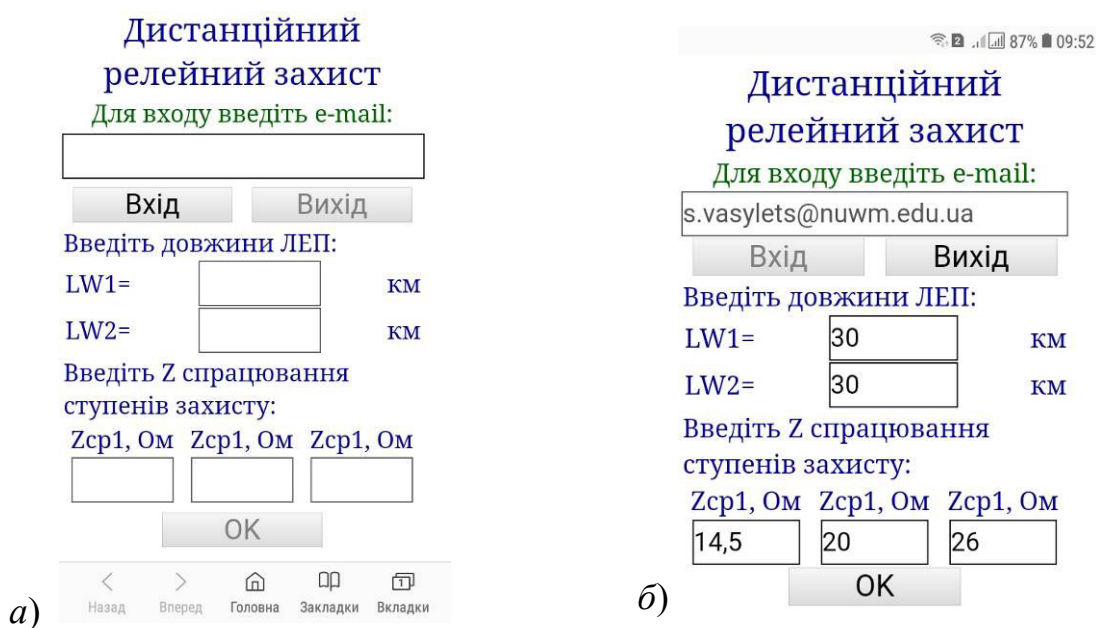 Дистанційний
релейний захист
Для входу введіть e-mail:
Вхід Вихід
Введіть довжини ЛЕП:
LW1= км
LW2= км
Введіть Z спрацювання
ступенів захисту:
Zср1, Ом Zср1, Ом Zср1, Ом
OK
Назад Вперед Головна Закладки 1 Вкладки
а)
2 87% 09:52
Дистанційний
релейний захист
Для входу введіть e-mail:
s.vasylets@nuwm.edu.ua
Вхід Вихід
Введіть довжини ЛЕП:
LW1= 30 км
LW2= 30 км
Введіть Z спрацювання
ступенів захисту:
Zср1, Ом Zср1, Ом Zср1, Ом
14,5 20 26
OK
б)